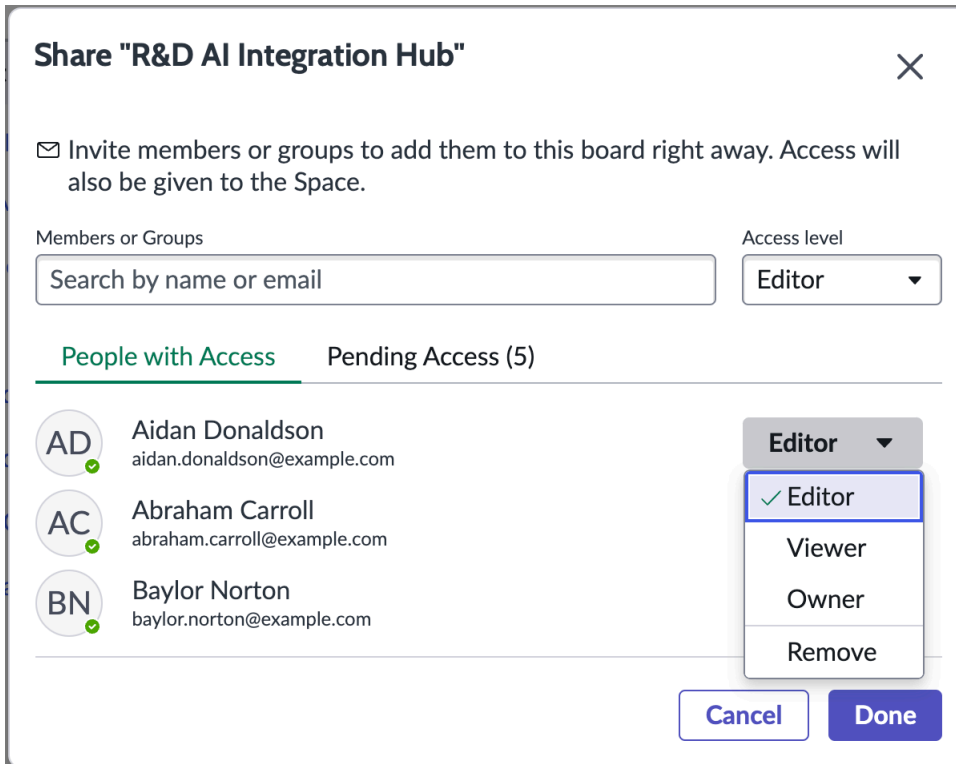 Share "R&D AI Integration Hub"
Invite members or groups to add them to this board right away. Access will
also be given to the Space.
Members or Groups
Access level
Search by name or email
Editor
People with Access
Pending Access (5)
AD
Aidan Donaldson
aidan.donaldson@example.com
Editor
AC
Abraham Carroll
abraham.carroll@example.com
BN
Baylor Norton
baylor.norton@example.com
Editor
Viewer
Owner
Remove
Cancel
Done